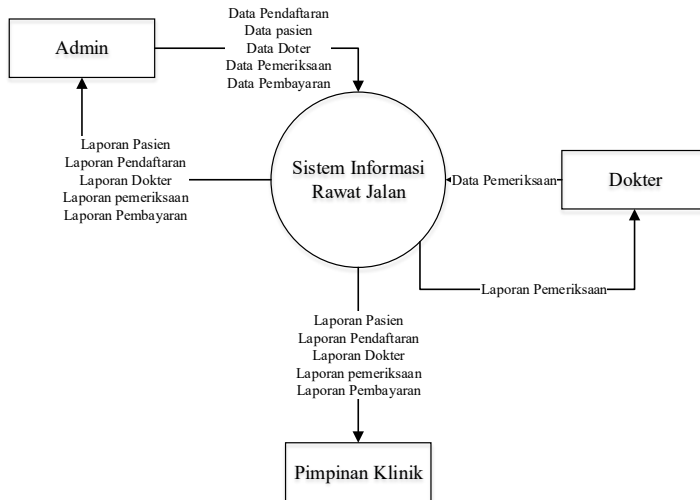 Data Pendaftaran
Data pasien
Data Doter
Data Pemeriksaan
Data Pembayaran
Admin
Laporan Pasien
Laporan Pendaftaran
Laporan Dokter
Laporan pemeriksaan
Laporan Pembayaran
Sistem Informasi
Rawat Jalan
Data Pemeriksaan
Dokter
Laporan Pemeriksaan
Laporan Pasien
Laporan Pendaftaran
Laporan Dokter
Laporan pemeriksaan
Laporan Pembayaran
Pimpinan Klinik